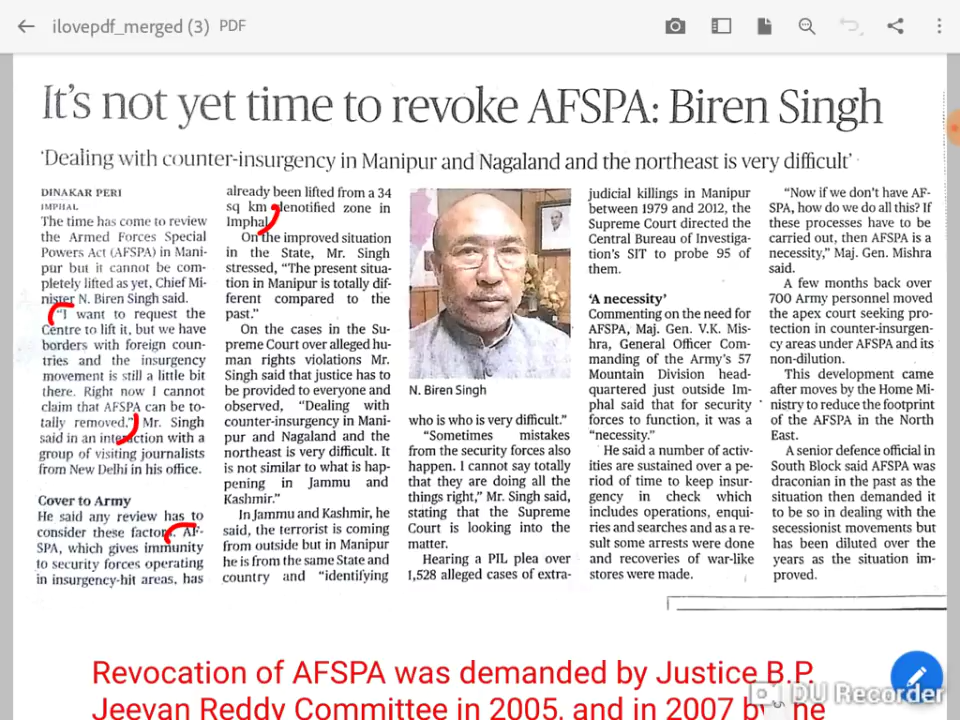 ilovepdf_merged (3) PDF
It's not yet time to revoke AFSPA: Biren Singh
'Dealing with counter-insurgency in Manipur and Nagaland and the northeast is very difficult'
DINAKAR PERI
IMPHAL
The time has come to review
the Armed Forces Special
Powers Act (AFSPA) in Mani-
pur but it cannot be com-
pletely lifted as yet, Chief Mi-
nister N. Biren Singh said.
"I want to request the
Centre to lift it, but we have
borders with foreign coun-
tries and the insurgency
movement is still a little bit
there. Right now I cannot
claim that AFSPA can be to-
tally removed." Mr. Singh
said in an interaction with a
group of visiting journalists
from New Delhi in his office.
Cover to Army
He said any review has to
consider these factors. AF-
SPA, which gives immunity
to security forces operating
in insurgency-hit areas, has
already been lifted from a 34
sq km denotified zone in
Imphal.
On the improved situation
in the State, Mr. Singh
stressed, "The present situa-
tion in Manipur is totally dif-
ferent compared to the
past."
On the cases in the Su-
preme Court over alleged hu-
man rights violations Mr.
Singh said that justice has to
be provided to everyone and
observed, "Dealing with
counter-insurgency in Mani-
pur and Nagaland and the
northeast is very difficult. It
is not similar to what is hap-
pening in Jammu and
Kashmir."
In Jammu and Kashmir, he
said, the terrorist is coming
from outside but in Manipur
he is from the same State and
country and "identifying
N. Biren Singh
who is who is very difficult."
"Sometimes mistakes
from the security forces also
happen. I cannot say totally
that they are doing all the
things right," Mr. Singh said,
stating that the Supreme
Court is looking into the
matter.
Hearing a PIL plea over
1,528 alleged cases of extra-
judicial killings in Manipur
between 1979 and 2012, the
Supreme Court directed the
Central Bureau of Investiga-
tion's SIT to probe 95 of
them.
'A necessity'
Commenting on the need for
AFSPA, Maj. Gen. V.K. Mis-
hra, General Officer Com-
manding of the Army's 57
Mountain Division head-
quartered just outside Im-
phal said that for security
forces to function, it was a
"necessity."
He said a number of activ-
ities are sustained over a pe-
riod of time to keep insur-
gency in check which
includes operations, enqui-
ries and searches and as a re-
sult some arrests were done
and recoveries of war-like
stores were made.
"Now if we don't have AF-
SPA, how do we do all this? If
these processes have to be
carried out, then AFSPA is a
necessity," Maj. Gen. Mishra
said.
A few months back over
700 Army personnel moved
the apex court seeking pro-
tection in counter-insurgen-
cy areas under AFSPA and its
non-dilution.
This development came
after moves by the Home Mi-
nistry to reduce the footprint
of the AFSPA in the North
East.
A senior defence official in
South Block said AFSPA was
draconian in the past as the
situation then demanded it
to be so in dealing with the
secessionist movements but
has been diluted over the
years as the situation im-
proved.
Revocation of AFSPA was demanded by Justice B.P.
Jeevan Reddy Committee in 2005, and in 2007 by the
DU Recorder